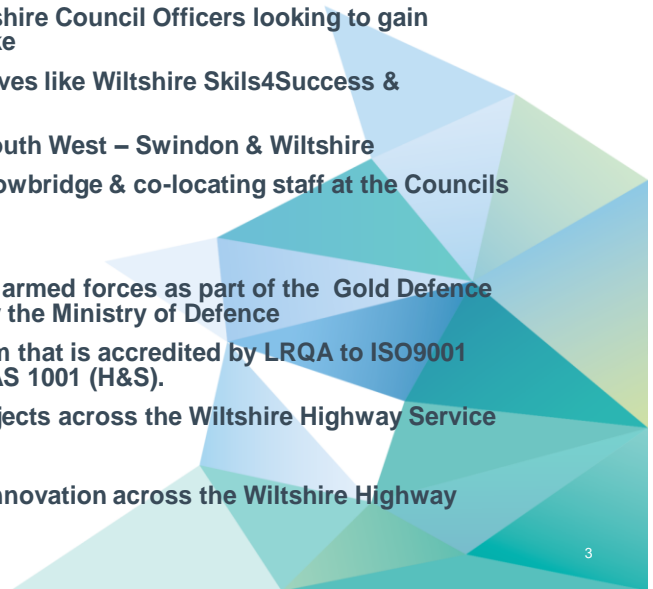 shire Council Officers looking to gain
ke
ves like Wiltshire Skils4Success &
outh West – Swindon & Wiltshire
owbridge & co-locating staff at the Councils
armed forces as part of the Gold Defence
the Ministry of Defence
m that is accredited by LRQA to ISO9001
AS 1001 (H&S).
jects across the Wiltshire Highway Service
nnovation across the Wiltshire Highway
3